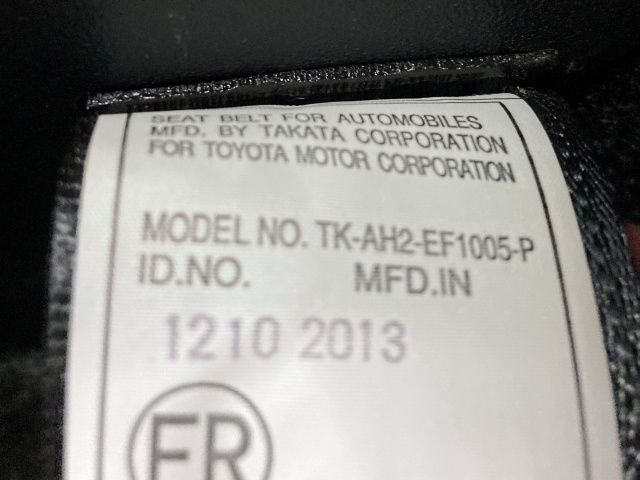 SEAT BELT FOR AUTOMOBILES
MFD. BY TAKATA CORPORATION
FOR TOYOTA MOTOR CORPORATION
MODEL NO. TK-AH2-EF1005-P
ID.NO. MFD.IN
1210 2013
ER